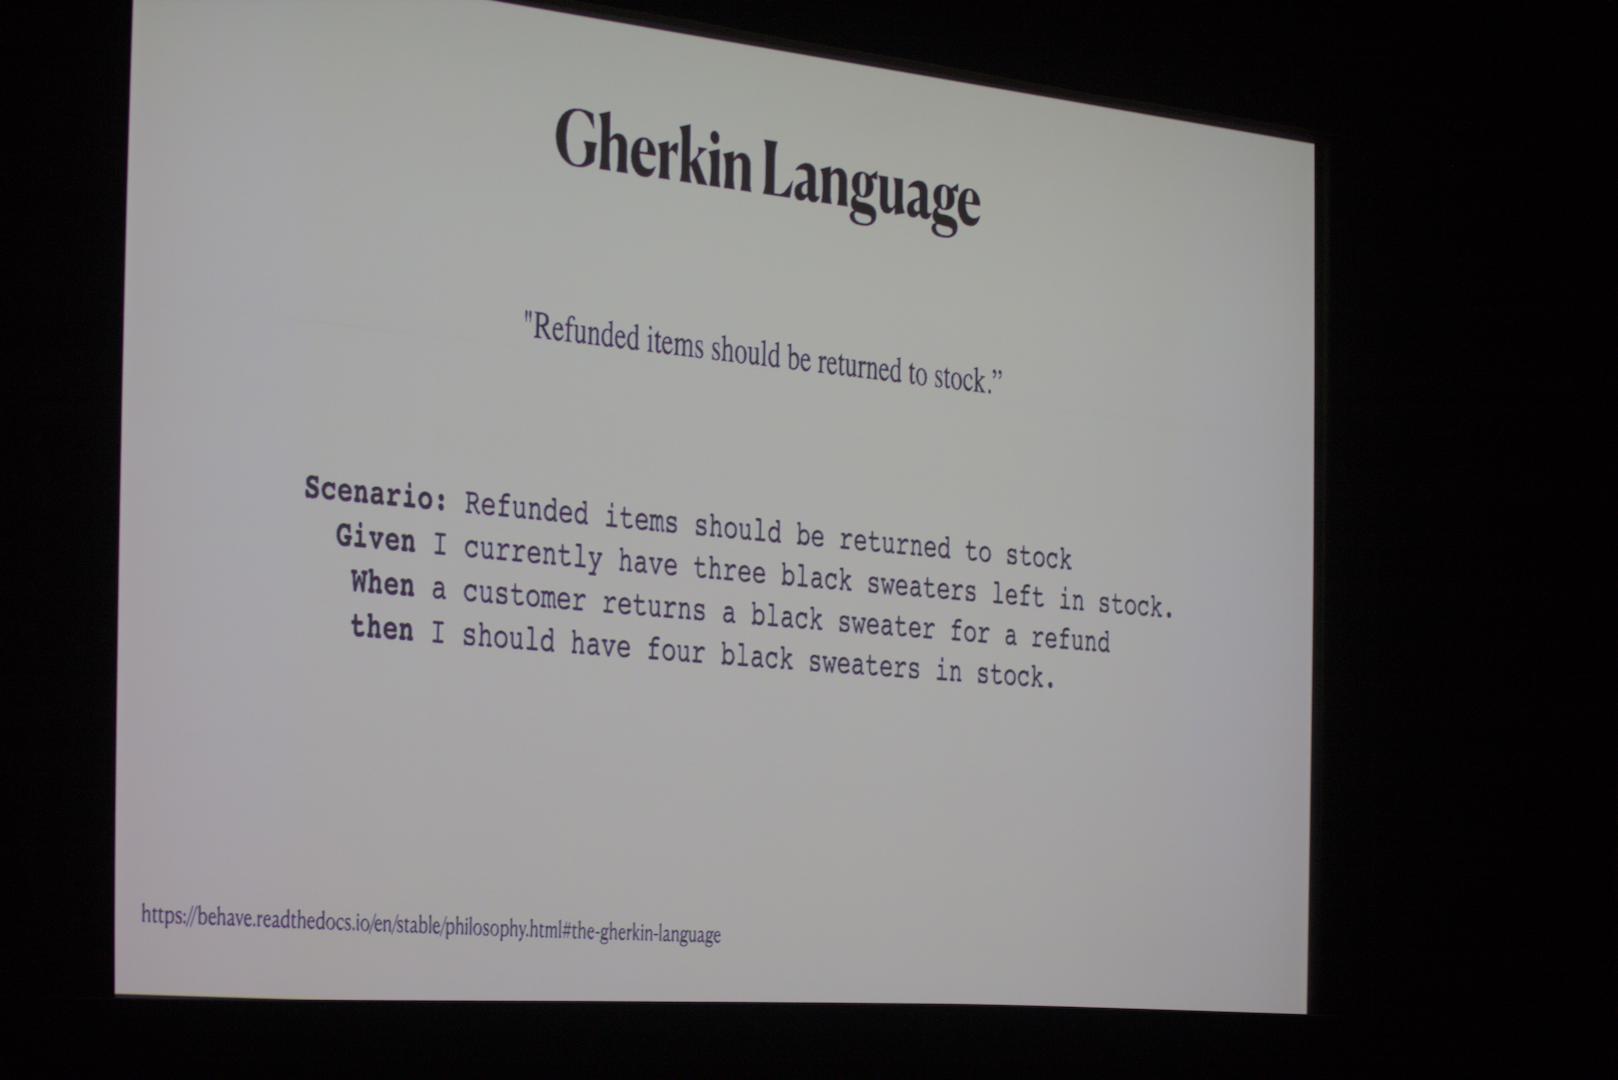 Gherkin Language
"Refunded items should be returned to stock.”
Scenario: Refunded items should be returned to stock
Given I currently have three black sweaters left in stock.
When a customer returns a black sweater for a refund
then I should have four black sweaters in stock.
https://behave.readthedocs.io/en/stable/philosophy.html#the-gherkin-language